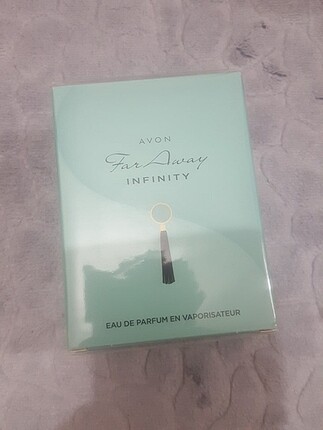 AVON
Far Away
INFINITY
EAU DE PARFUM EN VAPORISATEUR